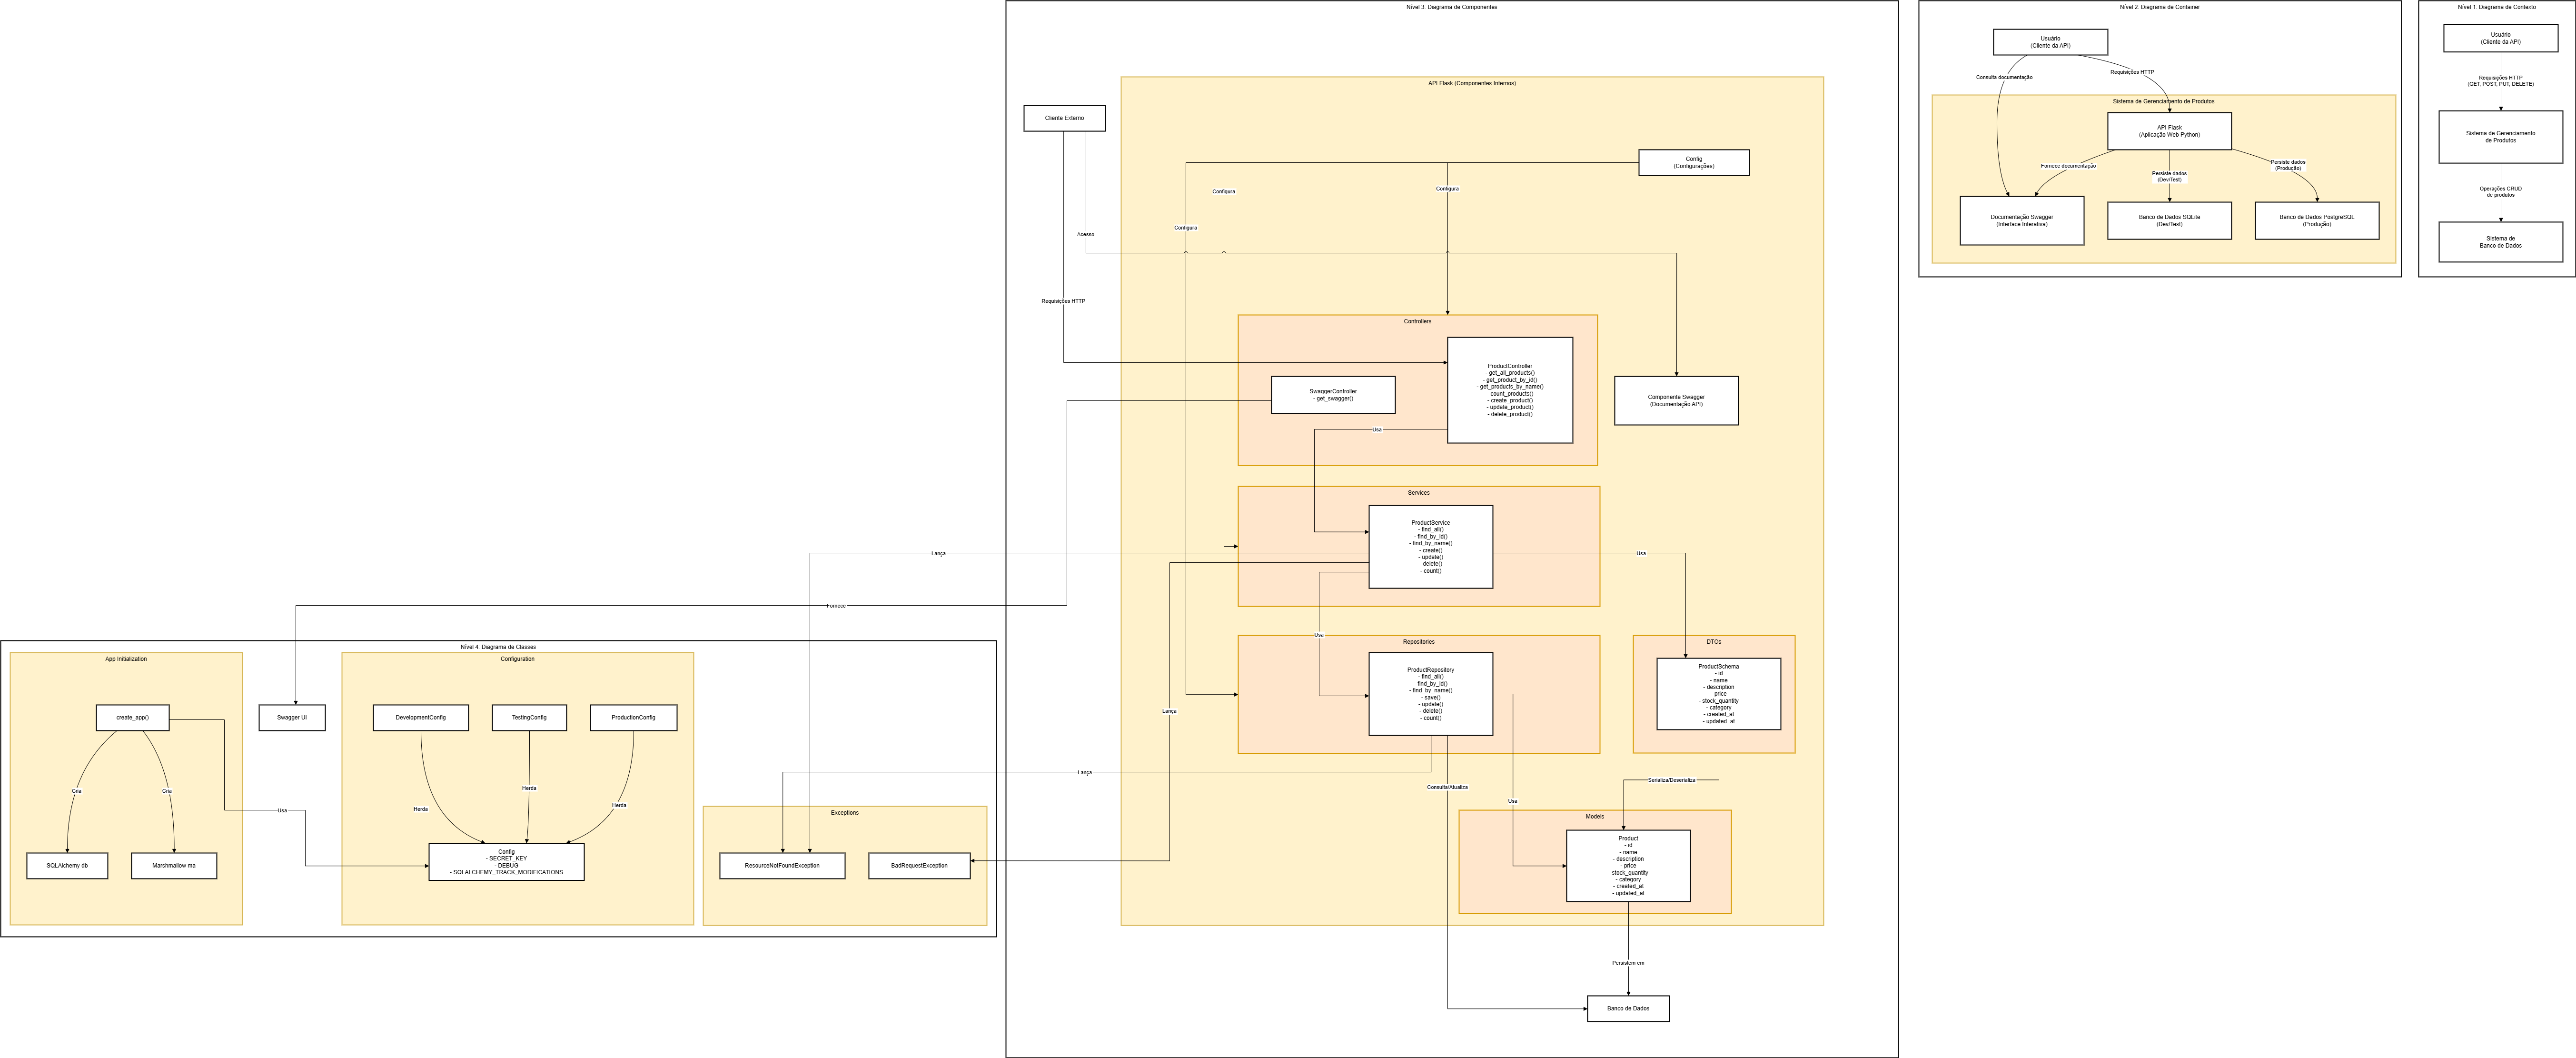 Nível 3: Diagrama de Componentes
API Flask (Componentes Internos)
Cliente Externo
Config
(Configurações)
Configura
Configura
Configura
Acesso
Requisições HTTP
Controllers
SwaggerController
- get_swagger()
ProductController
- get_all_products()
- get_product_by_id()
- get_products_by_name()
- count_products()
- create_product()
- update_product()
- delete_product()
Componente Swagger
(Documentação API)
Usa
Services
ProductService
- find_all()
- find_by_id()
- find_by_name()
- create()
- update()
- delete()
- count()
Lança
Usa
Fornece
Usa
Repositories
ProductRepository
- find_all()
- find_by_id()
- find_by_name()
- save()
- update()
- delete()
- count()
DTOs
ProductSchema
- id
- name
- description
- price
- stock_quantity
- category
- created_at
- updated_at
Lança
Lança
Consulta/Atualiza
Usa
Serializa/Deserializa
Models
Product
- id
- name
- description
- price
- stock_quantity
- category
- created_at
- updated_at
Persistem em
Banco de Dados
Nível 2: Diagrama de Container
Usuário
(Cliente da API)
Consulta documentação
Requisições HTTP
Sistema de Gerenciamento de Produtos
API Flask
(Aplicação Web Python)
Fornece documentação
Persiste dados
(Dev/Test)
Persiste dados
(Produção)
Documentação Swagger
(Interface Interativa)
Banco de Dados SQLite
(Dev/Test)
Banco de Dados PostgreSQL
(Produção)
Nível 1: Diagrama de Contexto
Usuário
(Cliente da API)
Requisições HTTP
(GET, POST, PUT, DELETE)
Sistema de Gerenciamento
de Produtos
Operações CRUD
de produtos
Sistema de
Banco de Dados
Nível 4: Diagrama de Classes
App Initialization
create_app()
Cria
Cria
Usa
SQLAlchemy db
Marshmallow ma
Swagger UI
Configuration
DevelopmentConfig
TestingConfig
ProductionConfig
Herda
Herda
Herda
Config
- SECRET_KEY
- DEBUG
- SQLALCHEMY_TRACK_MODIFICATIONS
Exceptions
ResourceNotFoundException
BadRequestException